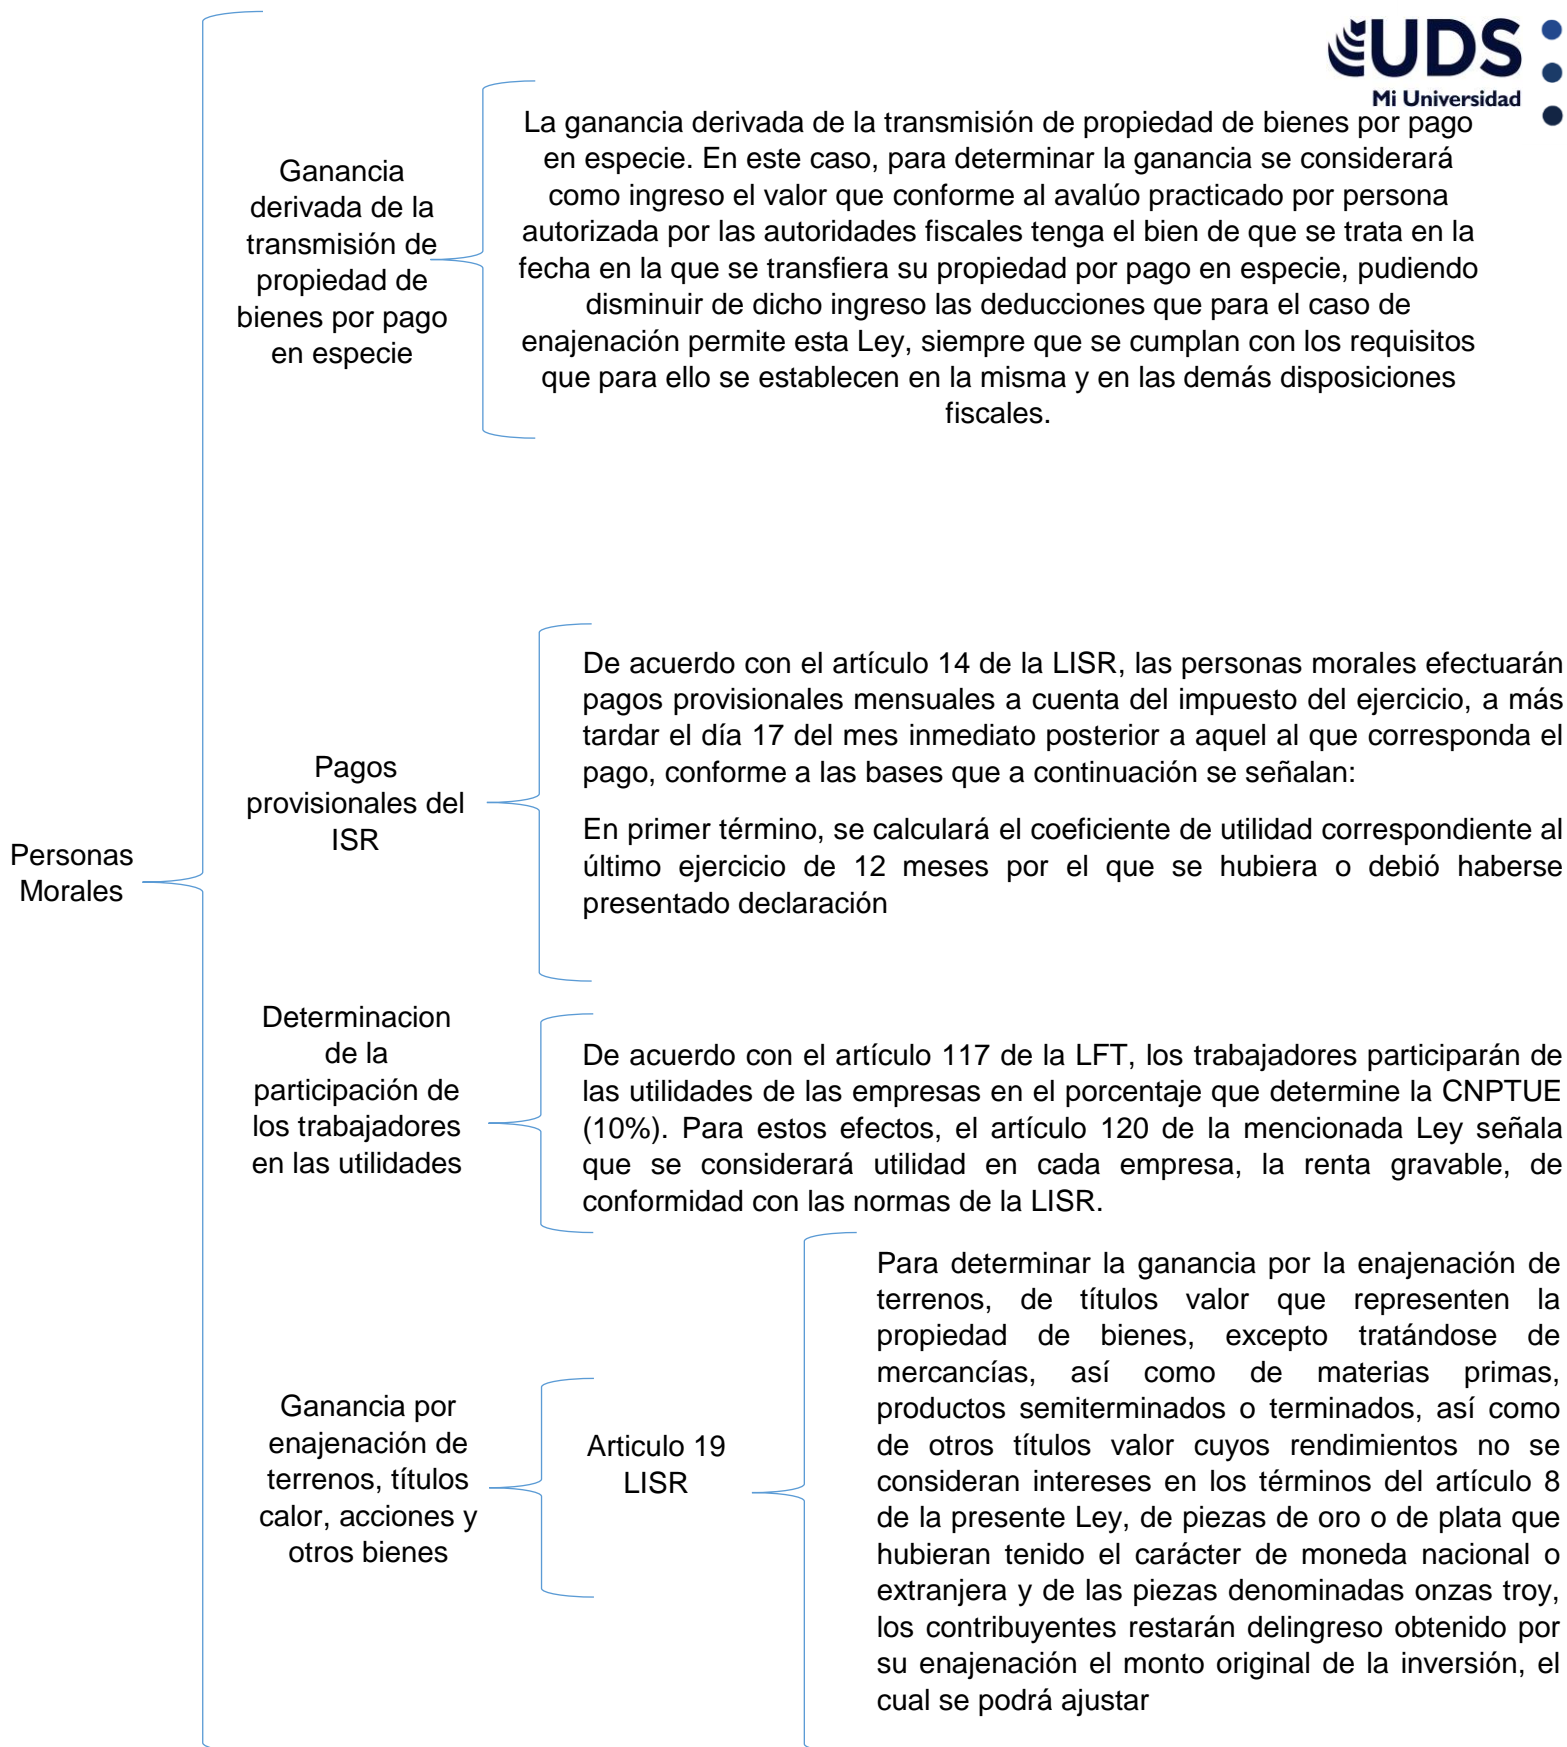 UDS
Mi Universidad
Ganancia
derivada de la
transmisión de
propiedad de
bienes por pago
en especie
La ganancia derivada de la transmisión de propiedad de bienes por pago
en especie. En este caso, para determinar la ganancia se considerará
como ingreso el valor que conforme al avalúo practicado por persona
autorizada por las autoridades fiscales tenga el bien de que se trata en la
fecha en la que se transfiera su propiedad por pago en especie, pudiendo
disminuir de dicho ingreso las deducciones que para el caso de
enajenación permite esta Ley, siempre que se cumplan con los requisitos
que para ello se establecen en la misma y en las demás disposiciones
fiscales.
Personas
Morales
Pagos
provisionales del
ISR
De acuerdo con el artículo 14 de la LISR, las personas morales efectuarán
pagos provisionales mensuales a cuenta del impuesto del ejercicio, a más
tardar el día 17 del mes inmediato posterior a aquel al que corresponda el
pago, conforme a las bases que a continuación se señalan:
En primer término, se calculará el coeficiente de utilidad correspondiente al
último ejercicio de 12 meses por el que se hubiera o debió haberse
presentado declaración
Determinacion
de la
participación de
los trabajadores
en las utilidades
De acuerdo con el artículo 117 de la LFT, los trabajadores participarán de
las utilidades de las empresas en el porcentaje que determine la CNPTUE
(10%). Para estos efectos, el artículo 120 de la mencionada Ley señala
que se considerará utilidad en cada empresa, la renta gravable, de
conformidad con las normas de la LISR.
Ganancia por
enajenación de
terrenos, títulos
calor, acciones y
otros bienes
Articulo 19
LISR
Para determinar la ganancia por la enajenación de
terrenos, de títulos valor que representen la
propiedad de bienes, excepto tratándose de
mercancías, así como de materias primas,
productos semiterminados o terminados, así como
de otros títulos valor cuyos rendimientos no se
consideran intereses en los términos del artículo 8
de la presente Ley, de piezas de oro o de plata que
hubieran tenido el carácter de moneda nacional o
extranjera y de las piezas denominadas onzas troy,
los contribuyentes restarán delingreso obtenido por
su enajenación el monto original de la inversión, el
cual se podrá ajustar